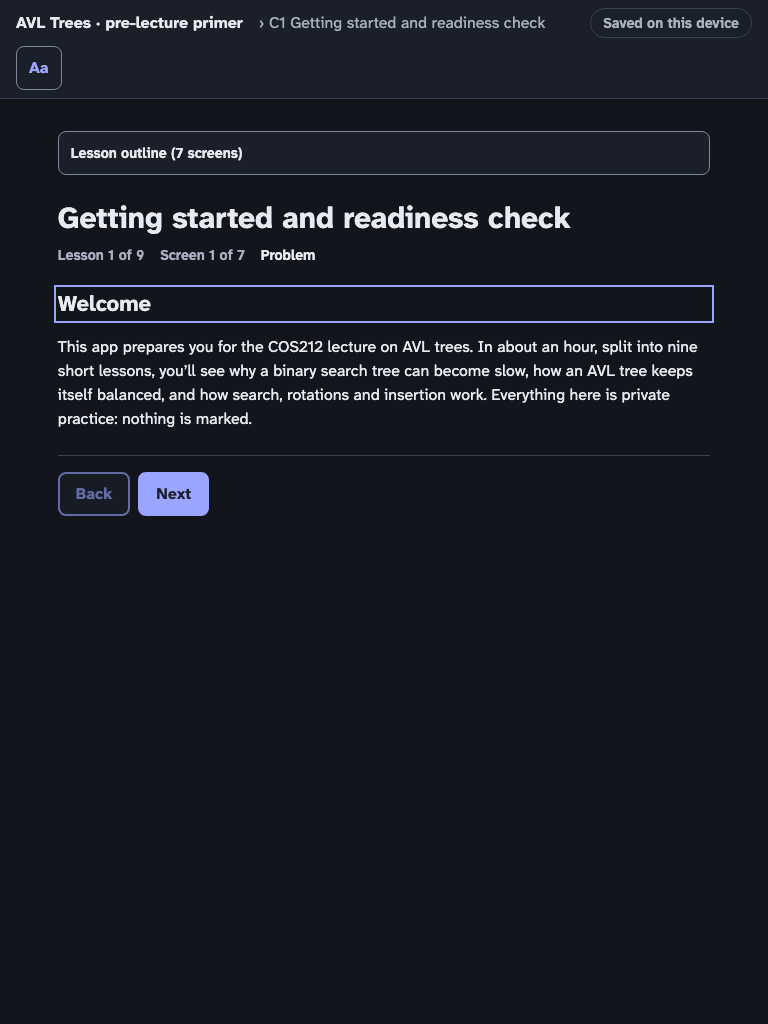 AVL Trees · pre-lecture primer › C1 Getting started and readiness check Saved on this device
Aa
Lesson outline (7 screens)
Getting started and readiness check
Lesson 1 of 9 Screen 1 of 7 Problem
Welcome
This app prepares you for the COS212 lecture on AVL trees. In about an hour, split into nine
short lessons, you’ll see why a binary search tree can become slow, how an AVL tree keeps
itself balanced, and how search, rotations and insertion work. Everything here is private
practice: nothing is marked.
Back Next